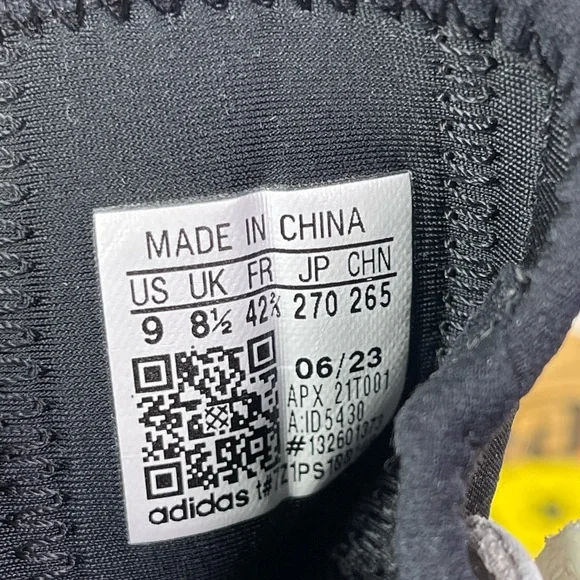 MADE IN CHINA
US UK FR JP CHN
9 8½ 42⅔ 270 265
06/23
APX 21T001
A:ID5430
adidas